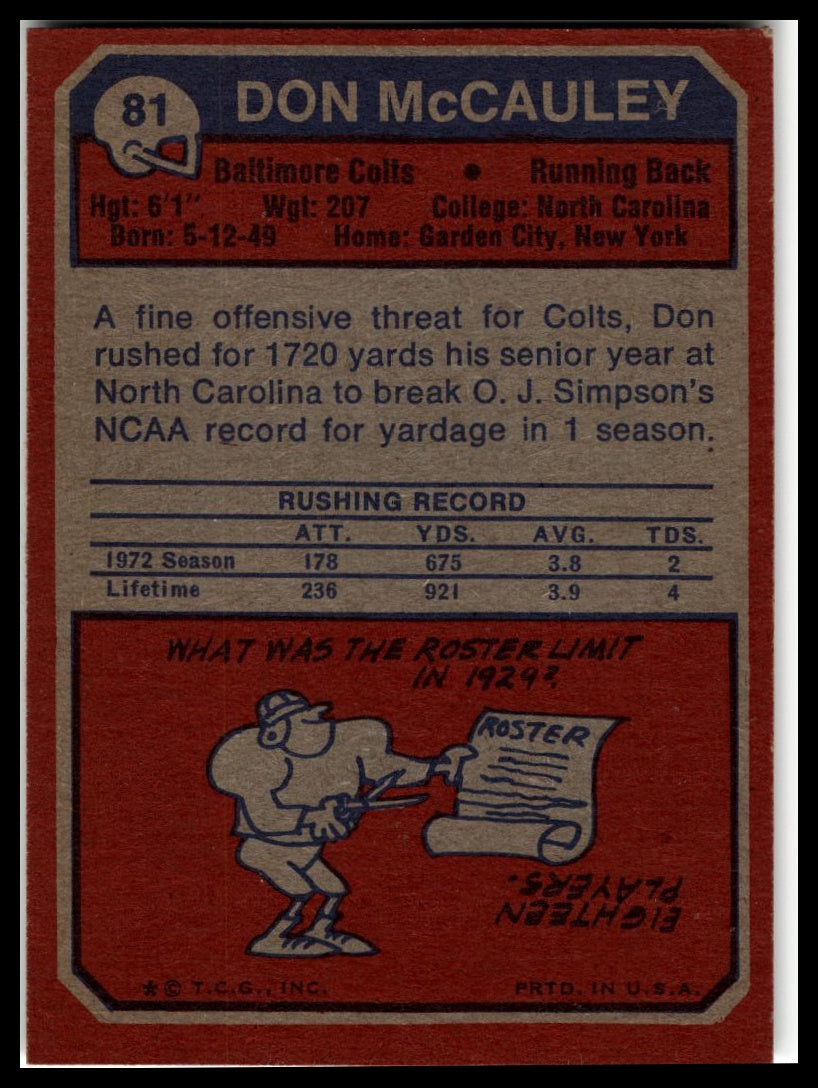 81 DON McCAULEY
Baltimore Colts • Running Back
Hgt: 6'1" Wgt: 207 College: North Carolina
Born: 5-12-49 Home: Garden City, New York
A fine offensive threat for Colts, Don
rushed for 1720 yards his senior year at
North Carolina to break O. J. Simpson's
NCAA record for yardage in 1 season.
RUSHING RECORD
ATT. YDS. AVG. TDS.
1972 Season 178 675 3.8 2
Lifetime 236 921 3.9 4
WHAT WAS THE ROSTER LIMIT
IN 1929?
ROSTER
EIGHTEEN
PLAYERS.
* © T.C.G., INC. PRTD. IN U.S.A.